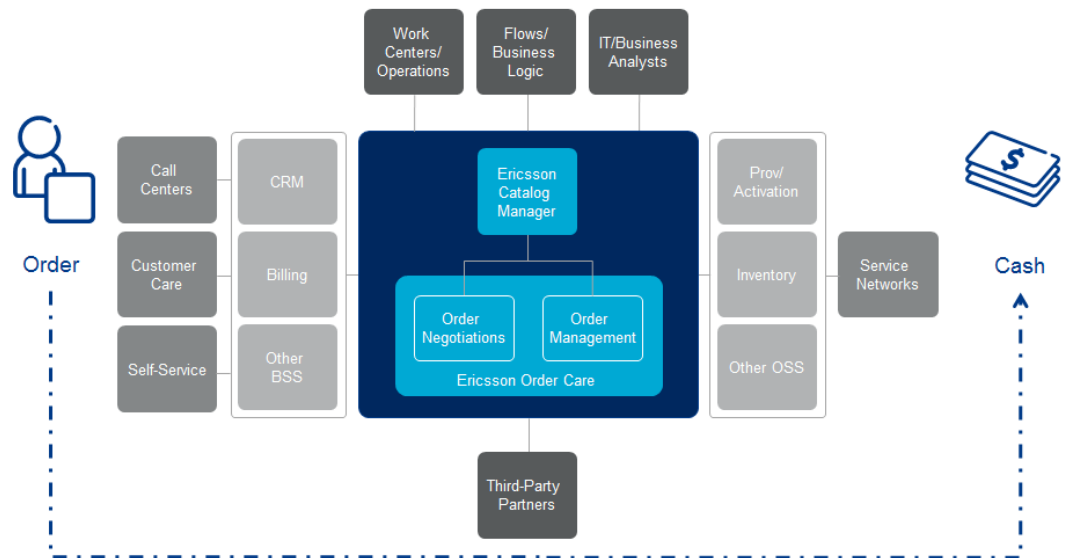 Work
Centers/
Operations
Flows/
Business
Logic
IT/Business
Analysts
Order
Call
Centers
Customer
Care
Self-Service
CRM
Billing
Other
BSS
Ericsson
Catalog
Manager
Order
Negotiations
Order
Management
Ericsson Order Care
Prov/
Activation
Inventory
Other OSS
Service
Networks
$
Cash
Third-Party
Partners